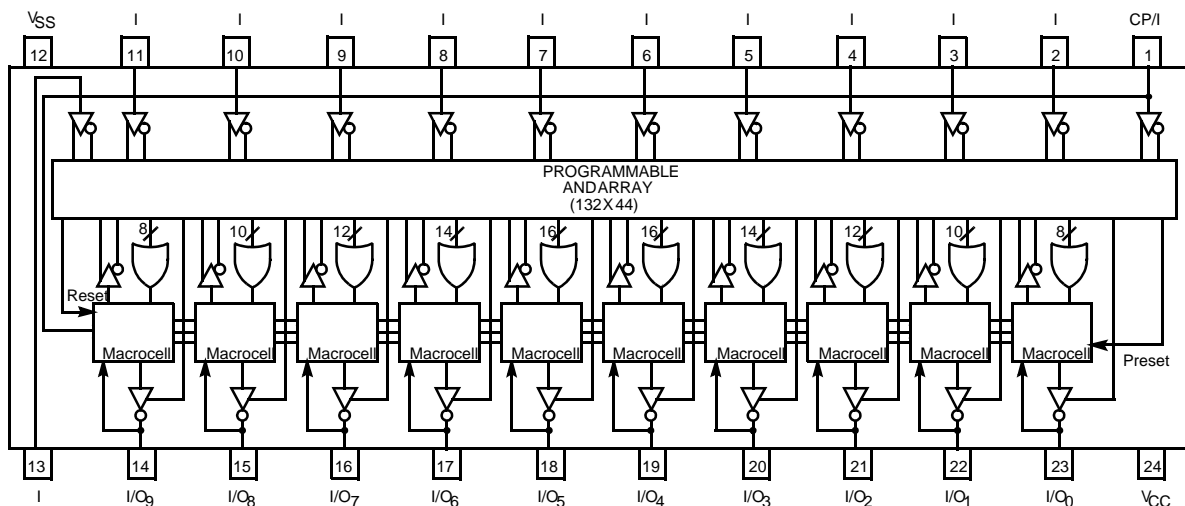 VSS I I I I I I I I I I CP/I
12 11 10 9 8 7 6 5 4 3 2 1
PROGRAMMABLE
ANDARRAY
(132X44)
8 10 12 14 16 16 14 12 10 8
Reset
Macrocell Macrocell Macrocell Macrocell Macrocell Macrocell Macrocell Macrocell Macrocell Macrocell
Preset
13 14 15 16 17 18 19 20 21 22 23 24
I I/O9 I/O8 I/O7 I/O6 I/O5 I/O4 I/O3 I/O2 I/O1 I/O0 VCC